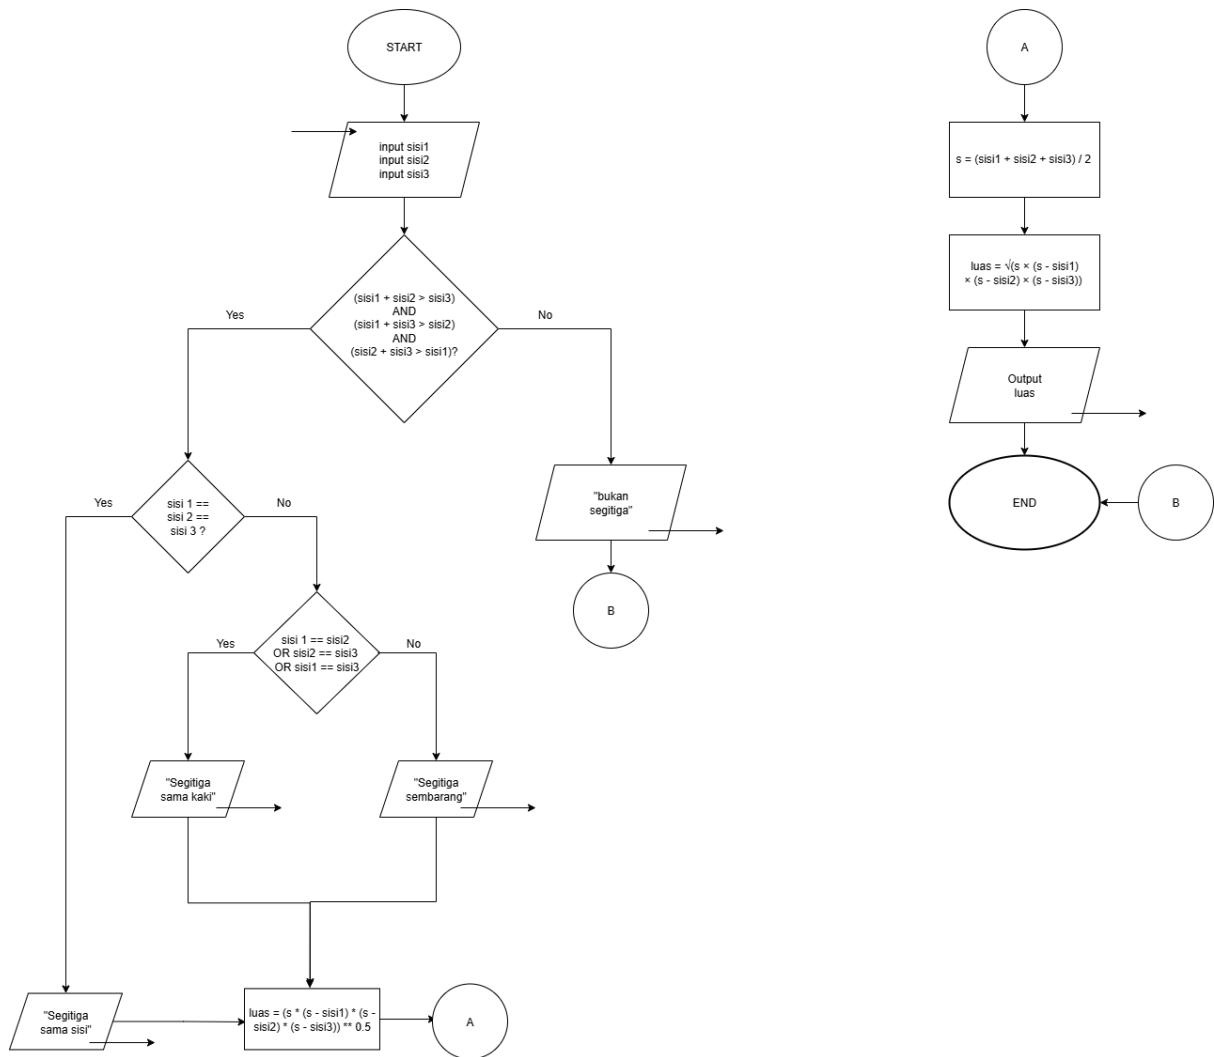 START
input sisi1
input sisi2
input sisi3
(sisi1 + sisi2 > sisi3)
AND
(sisi1 + sisi3 > sisi2)
AND
(sisi2 + sisi3 > sisi1)?
Yes
No
sisi 1 ==
sisi 2 ==
sisi 3 ?
Yes
No
"bukan
segitiga"
B
sisi 1 == sisi2
OR sisi2 == sisi3
OR sisi1 == sisi3
Yes
No
"Segitiga
sama kaki"
"Segitiga
sembarang"
"Segitiga
sama sisi"
luas = (s * (s - sisi1) * (s -
sisi2) * (s - sisi3)) ** 0.5
A
A
s = (sisi1 + sisi2 + sisi3) / 2
luas = √(s × (s - sisi1)
× (s - sisi2) × (s - sisi3))
Output
luas
END
B